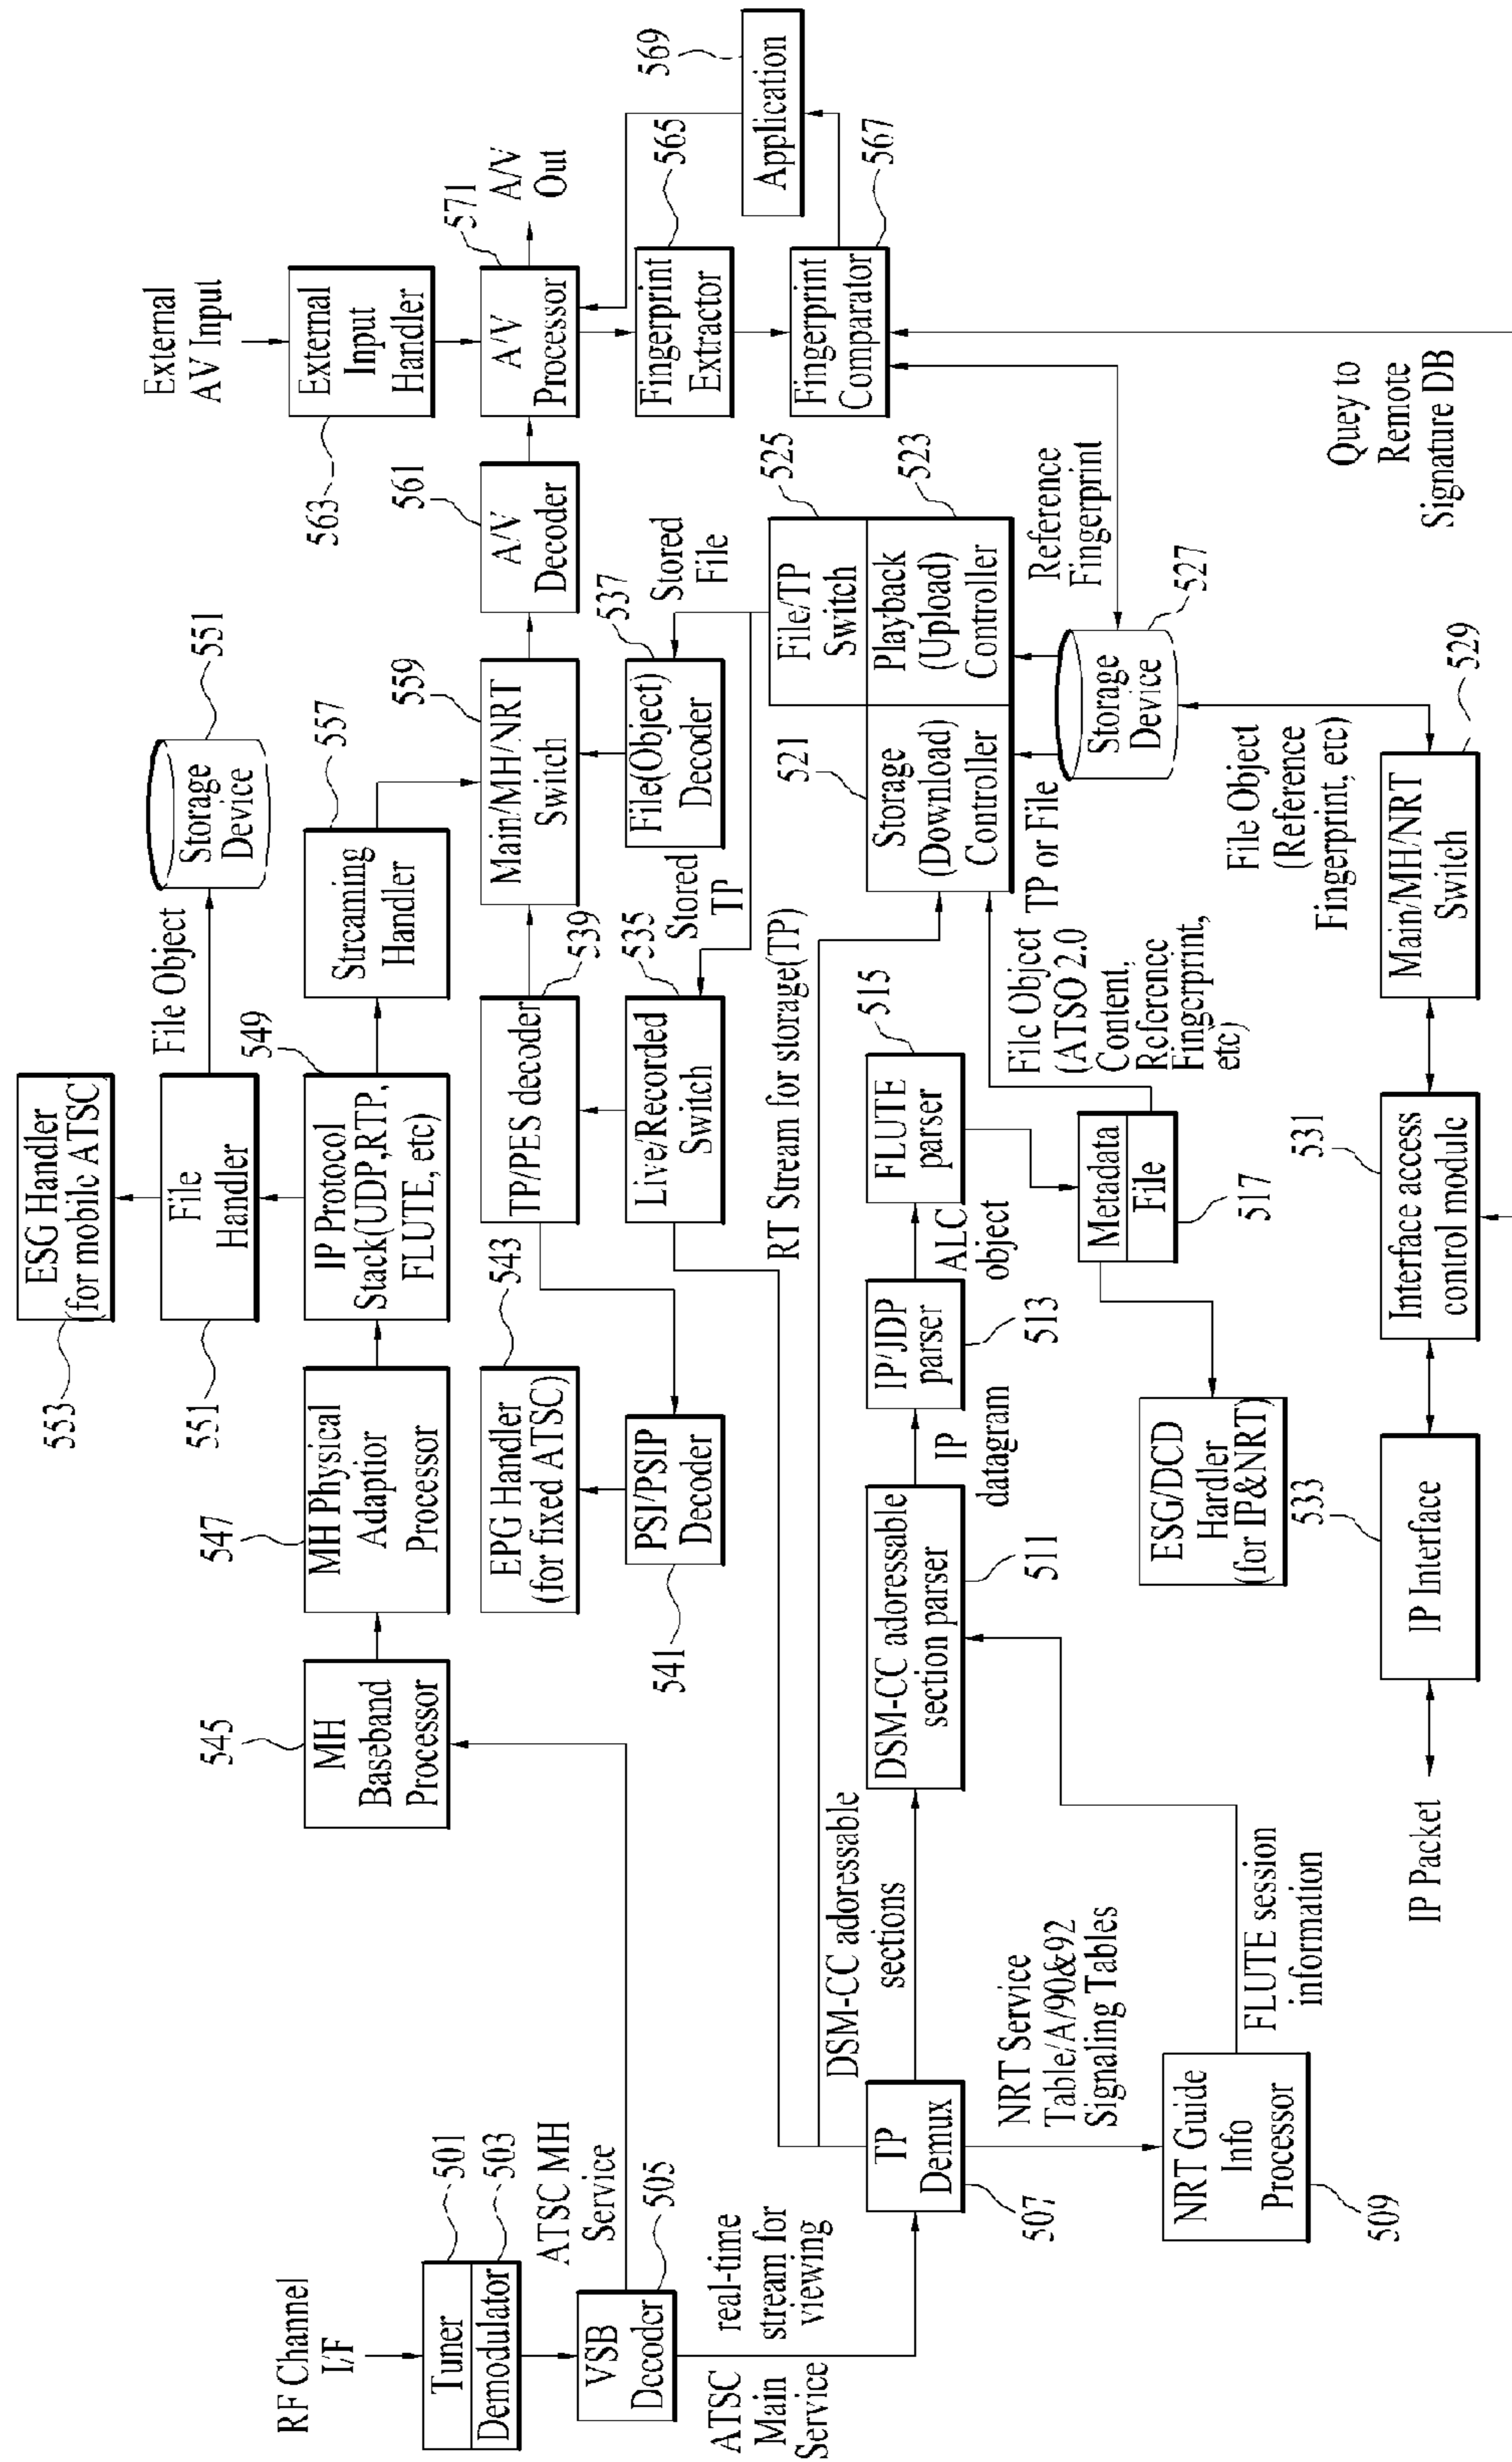 RF Channel
I/F
Tuner
501
Demodulator
503
ATSC MH
Service
VSB
Dccodcr
505
ATSC
Main
Service
real-time
stream for
viewing
TP
Demux
507
NRT Service
Table/A/90&92
Signaling Tables
NRT Guide
Info
Processor
509
FLUTE session
information
DSM-CC adoressable
sections
DSM-CC adoressable
section parser
511
IP
datagram
IP/JDP
parser
513
ALC
object
FLUTE
parser
515
Metadata
File
517
ESG/DCD
Hardler
(for IP&NRT)
File Object
(ATSO 2.0
Content,
Reference
Fingerprint,
etc)
RT Stream for storage(TP)
545
MH
Baseband
Processor
547
MH Physical
Adaptior
Processor
549
IP Protocol
Stack(UDP,RTP,
FLUTE, etc)
551
File
Handler
553
ESG Handler
(for mobile ATSC)
File Object
Storage
Device
551
Streaming
Handler
557
543
EPG Handler
(for fixed ATSC)
541
PSI/PSIP
Decoder
TP/PES decoder
539
Live/Recorded
Switch
535
Stored
TP
Main/MH/NRT
Switch
559
File(Object)
Decoder
537
Stored
File
A/V
Decoder
561
External
AV Input
External
Input
Handler
563
A/V
Processor
571
A/V
Out
Fingerprint
Extractor
565
Fingerprint
Comparator
567
Application
569
File/TP
Switch
525
Storage
(Download)
Controller
521
Playback
(Upload)
Controller
523
TP or File
Storage
Device
527
Reference
Fingerprint
File Object
(Reference
Fingerprint, etc)
Quey to
Remote
Signature DB
IP Packet
IP Interface
533
Interface access
control module
531
Main/MH/NRT
Switch
529